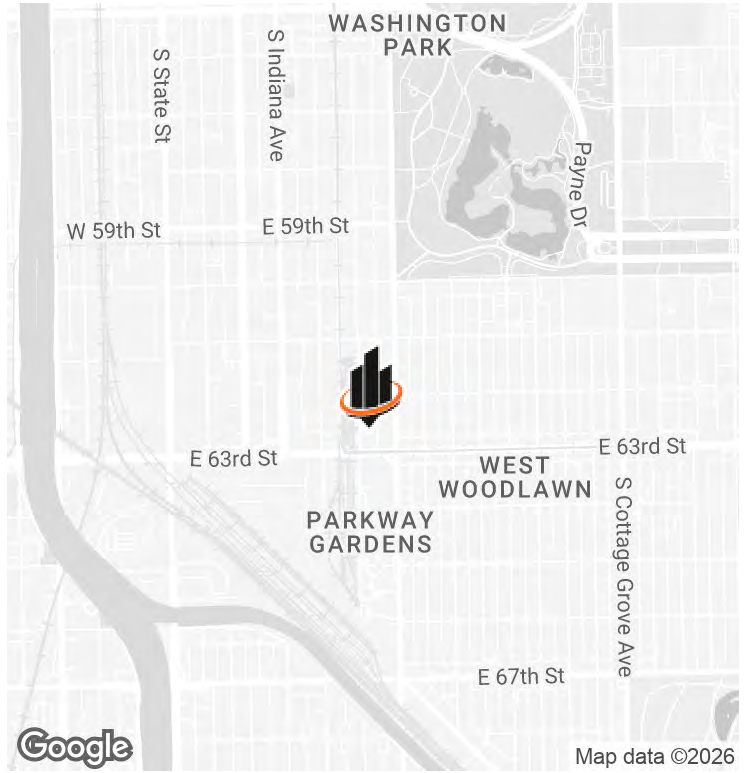 WASHINGTON
PARK
S State St
S Indiana Ave
Payne Dr
W 59th St
E 59th St
E 63rd St
E 63rd St
WEST
WOODLAWN
S Cottage Grove Ave
PARKWAY
GARDENS
E 67th St
Google
Map data ©2026